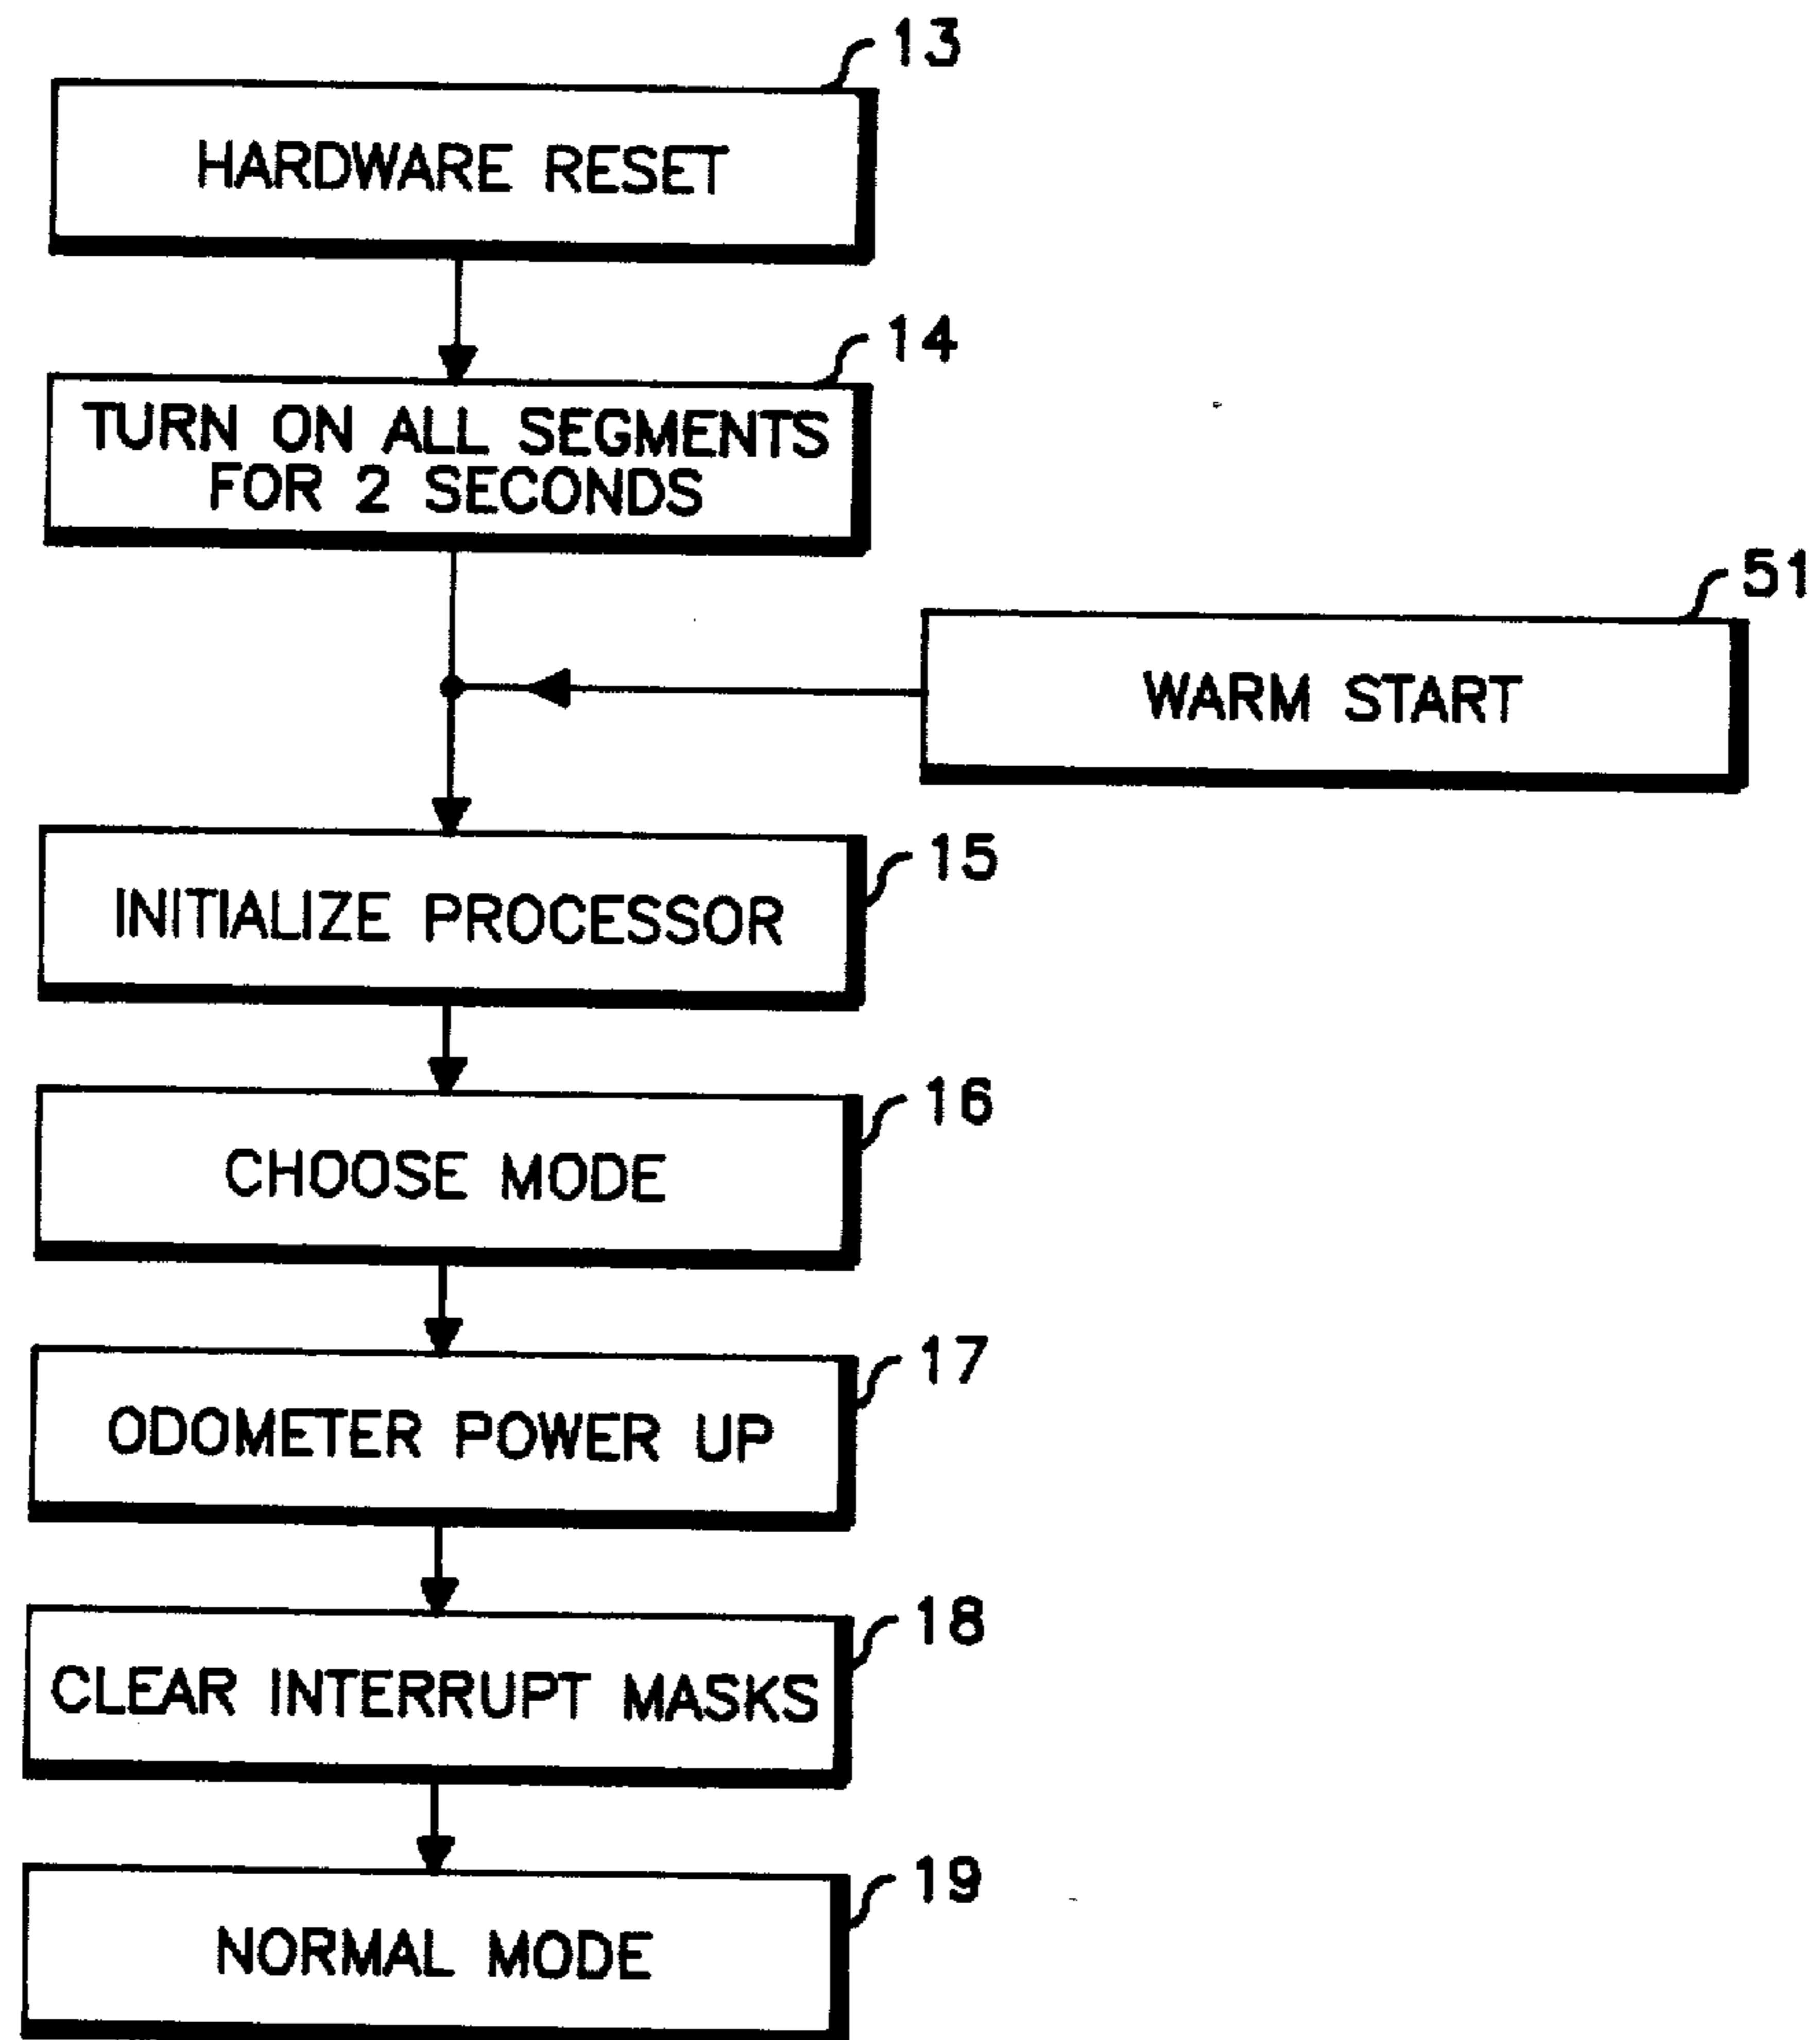 13
HARDWARE RESET
14
TURN ON ALL SEGMENTS
FOR 2 SECONDS
51
WARM START
15
INITIALIZE PROCESSOR
16
CHOOSE MODE
17
ODOMETER POWER UP
18
CLEAR INTERRUPT MASKS
19
NORMAL MODE